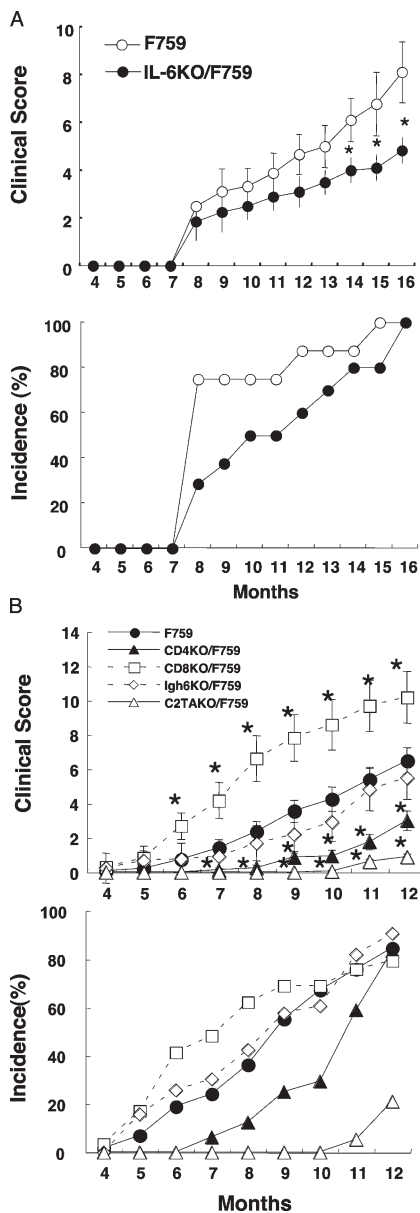 A
F759
IL-6KO/F759
Clinical Score
10
8
6
4
2
0
* * *
4 5 6 7 8 9 10 11 12 13 14 15 16
Incidence (%)
100
80
60
40
20
0
4 5 6 7 8 9 10 11 12 13 14 15 16
Months
B
F759
CD4KO/F759
CD8KO/F759
Igh6KO/F759
C2TAKO/F759
Clinical Score
14
12
10
8
6
4
2
0
* * * * * * *
* * * * * *
* * * *
4 5 6 7 8 9 10 11 12
Incidence(%)
100
80
60
40
20
0
4 5 6 7 8 9 10 11 12
Months